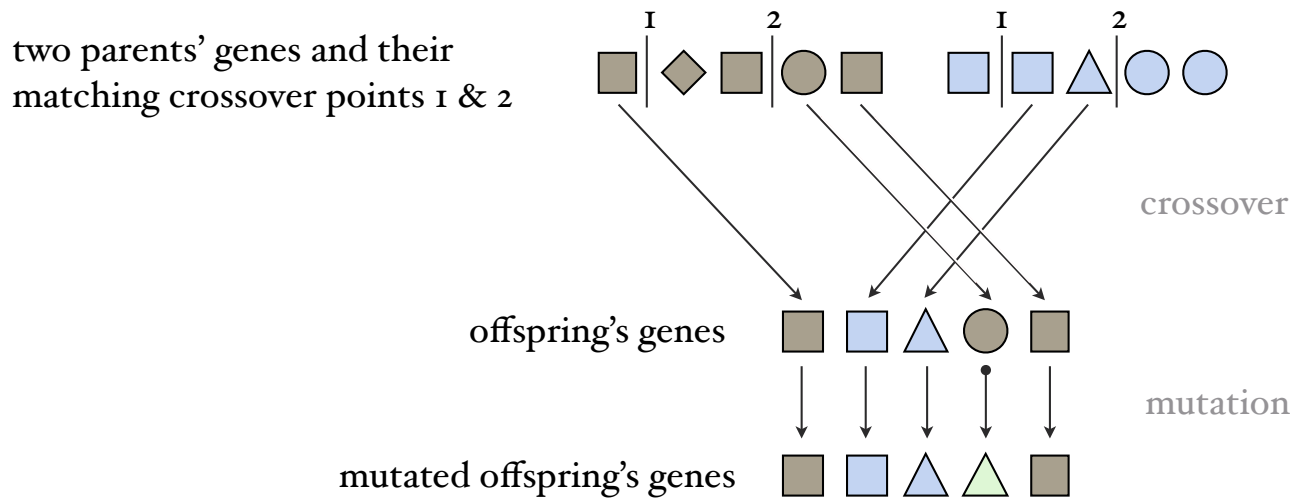 1 2 1 2
two parents’ genes and their
matching crossover points 1 & 2
crossover
offspring’s genes
mutation
mutated offspring’s genes